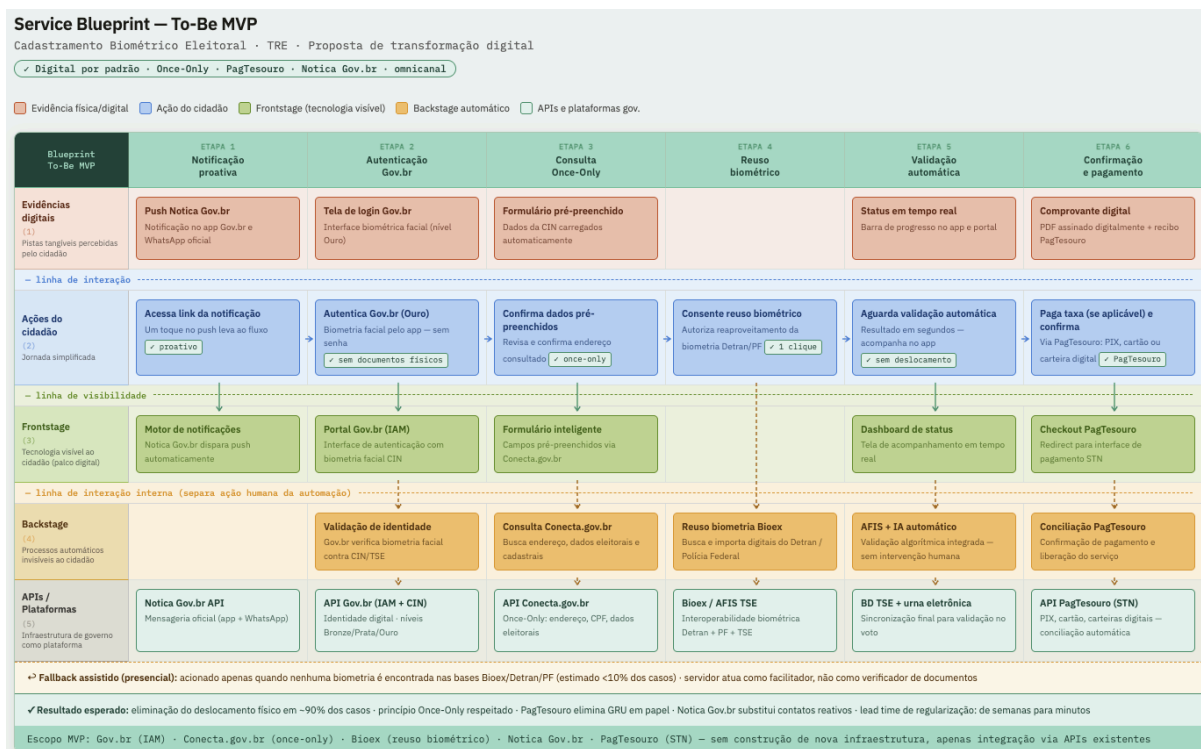 Service Blueprint — To-Be MVP
Cadastramento Biométrico Eleitoral · TRE · Proposta de transformação digital
✓ Digital por padrão · Once-Only · PagTesouro · Notica Gov.br · omnicanal
Evidência física/digital
Ação do cidadão
Frontstage (tecnologia visível)
Backstage automático
APIs e plataformas gov.
Blueprint
To-Be MVP
ETAPA 1
Notificação
proativa
ETAPA 2
Autenticação
Gov.br
ETAPA 3
Consulta
Once-Only
ETAPA 4
Reuso
biométrico
ETAPA 5
Validação
automática
ETAPA 6
Confirmação
e pagamento
Evidências
digitais
(1)
Pistas tangíveis percebidas
pelo cidadão
Push Notica Gov.br
Notificação no app Gov.br e
WhatsApp oficial
Tela de login Gov.br
Interface biométrica facial (nível
Ouro)
Formulário pré-preenchido
Dados da CIN carregados
automaticamente
Status em tempo real
Barra de progresso no app e portal
Comprovante digital
PDF assinado digitalmente + recibo
PagTesouro
— linha de interação
Ações do
cidadão
(2)
Jornada simplificada
Acessa link da notificação
Um toque no push leva ao fluxo
✓ proativo
Autentica Gov.br (Ouro)
Biometria facial pelo app — sem
senha
✓ sem documentos físicos
Confirma dados pré-
preenchidos
Revisa e confirma endereço
consultado ✓ once-only
Consente reuso biométrico
Autoriza reaproveitamento da
biometria Detran/PF ✓ 1 clique
Aguarda validação automática
Resultado em segundos —
acompanha no app
✓ sem deslocamento
Paga taxa (se aplicável) e
confirma
Via PagTesouro: PIX, cartão ou
carteira digital ✓ PagTesouro
— linha de visibilidade
Frontstage
(3)
Tecnologia visível ao
cidadão (palco digital)
Motor de notificações
Notica Gov.br dispara push
automaticamente
Portal Gov.br (IAM)
Interface de autenticação com
biometria facial CIN
Formulário inteligente
Campos pré-preenchidos via
Conecta.gov.br
Dashboard de status
Tela de acompanhamento em tempo
real
Checkout PagTesouro
Redirect para interface de
pagamento STN
— linha de interação interna (separa ação humana da automação)
Backstage
(4)
Processos automáticos
invisíveis ao cidadão
Validação de identidade
Gov.br verifica biometria facial
contra CIN/TSE
Consulta Conecta.gov.br
Busca endereço, dados eleitorais e
cadastrais
Reuso biometria Bioex
Busca e importa digitais do Detran /
Polícia Federal
AFIS + IA automático
Validação algorítmica integrada —
sem intervenção humana
Conciliação PagTesouro
Confirmação de pagamento e
liberação do serviço
APIs /
Plataformas
(5)
Infraestrutura de governo
como plataforma
Notica Gov.br API
Mensageria oficial (app + WhatsApp)
API Gov.br (IAM + CIN)
Identidade digital · níveis
Bronze/Prata/Ouro
API Conecta.gov.br
Once-Only: endereço, CPF, dados
eleitorais
Bioex / AFIS TSE
Interoperabilidade biométrica
Detran + PF + TSE
BD TSE + urna eletrônica
Sincronização final para validação no
voto
API PagTesouro (STN)
PIX, cartão, carteiras digitais —
conciliação automática
↩ Fallback assistido (presencial): acionado apenas quando nenhuma biometria é encontrada nas bases Bioex/Detran/PF (estimado <10% dos casos) · servidor atua como facilitador, não como verificador de documentos
✓ Resultado esperado: eliminação do deslocamento físico em ~90% dos casos · princípio Once-Only respeitado · PagTesouro elimina GRU em papel · Notica Gov.br substitui contatos reativos · lead time de regularização: de semanas para minutos
Escopo MVP: Gov.br (IAM) · Conecta.gov.br (once-only) · Bioex (reuso biométrico) · Notica Gov.br · PagTesouro (STN) — sem construção de nova infraestrutura, apenas integração via APIs existentes